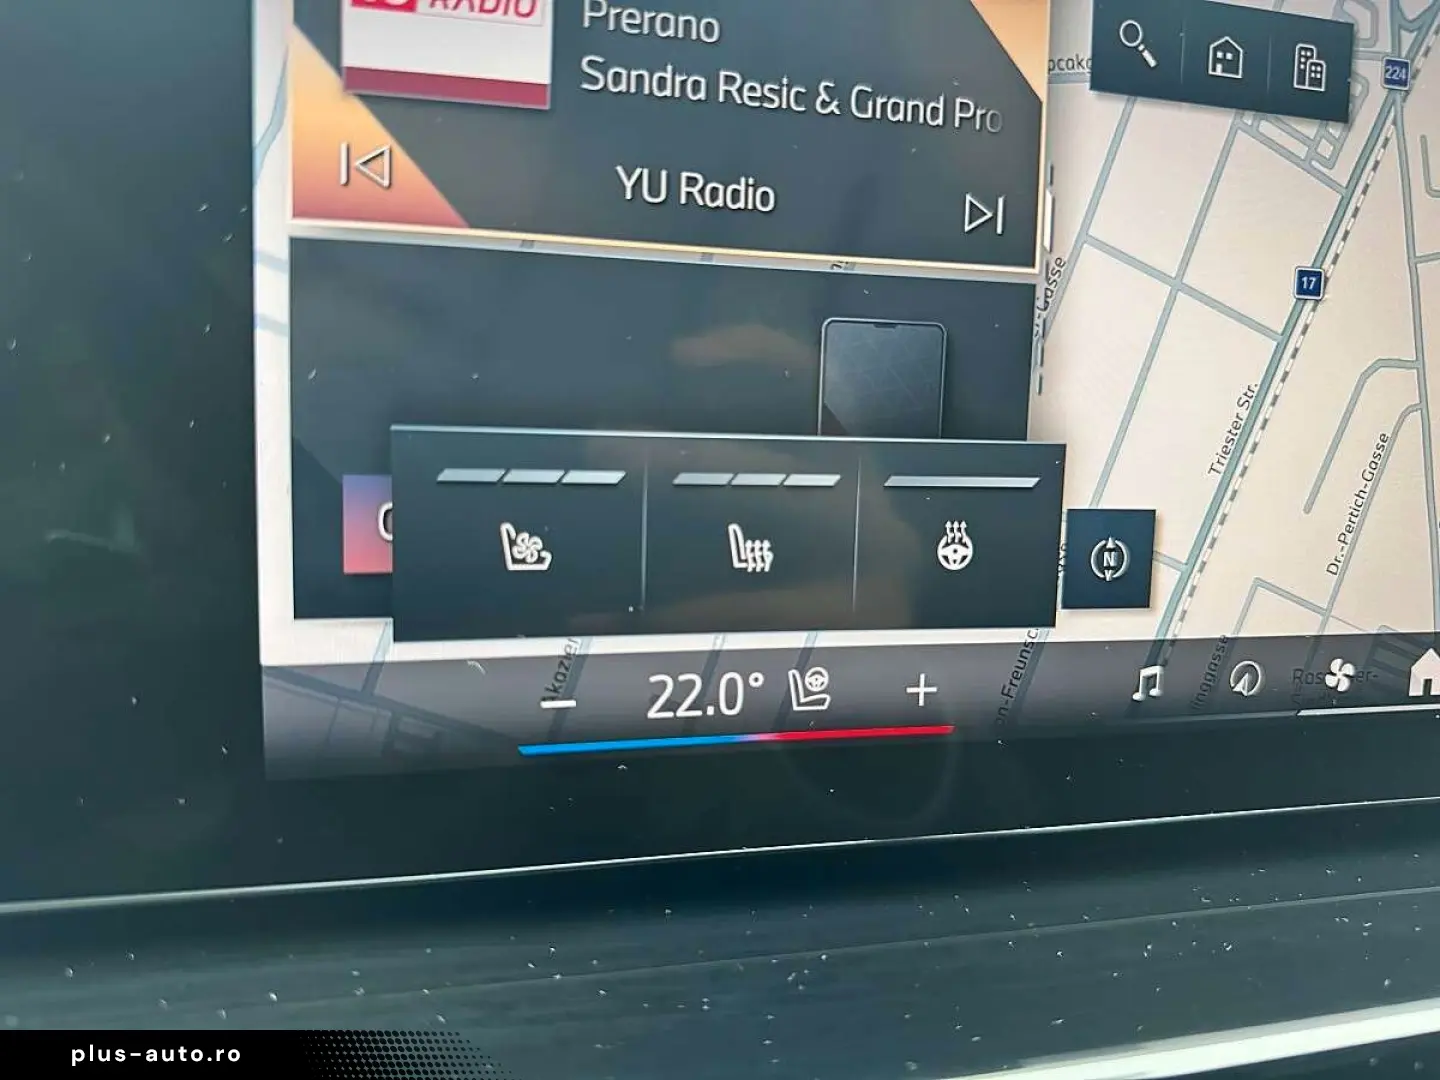 RADIO
Prerano
Sandra Resic & Grand Pro
YU Radio
224
17
Triester Str.
Dr.-Pertich-Gasse
N
22.0°
plus-auto.ro